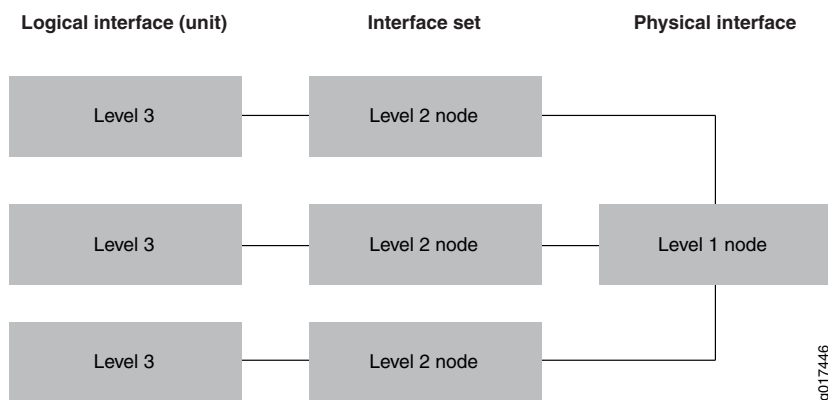 Logical interface (unit) Interface set Physical interface
Level 3 Level 2 node
Level 3 Level 2 node Level 1 node
Level 3 Level 2 node
g017446